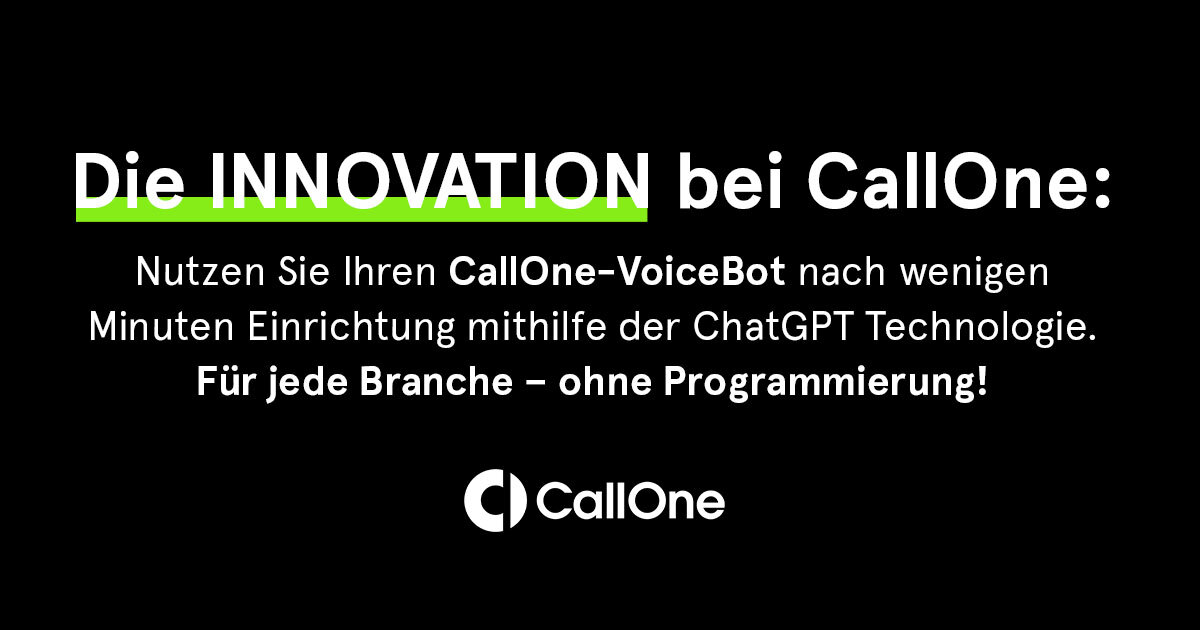 Die INNOVATION bei CallOne:
Nutzen Sie Ihren CallOne-VoiceBot nach wenigen
Minuten Einrichtung mithilfe der ChatGPT Technologie.
Für jede Branche – ohne Programmierung!
CallOne